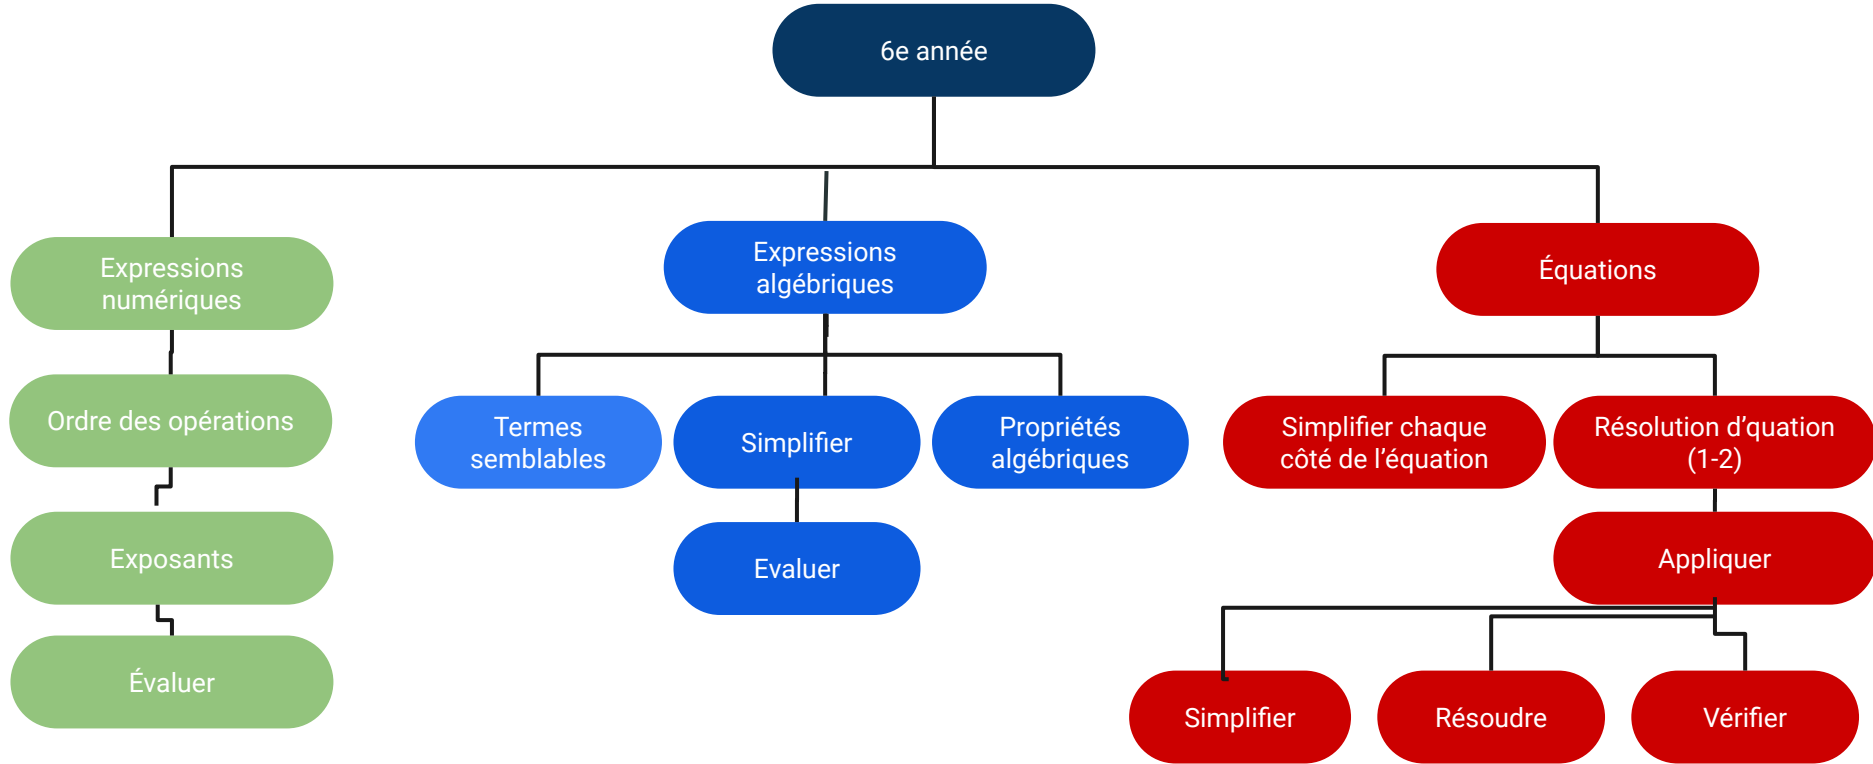 6e année
Expressions
numériques
Expressions
algébriques
Équations
Ordre des opérations
Termes
semblables
Simplifier
Propriétés
algébriques
Simplifier chaque
côté de l’équation
Résolution d’quation
(1-2)
Exposants
Evaluer
Appliquer
Évaluer
Simplifier
Résoudre
Vérifier